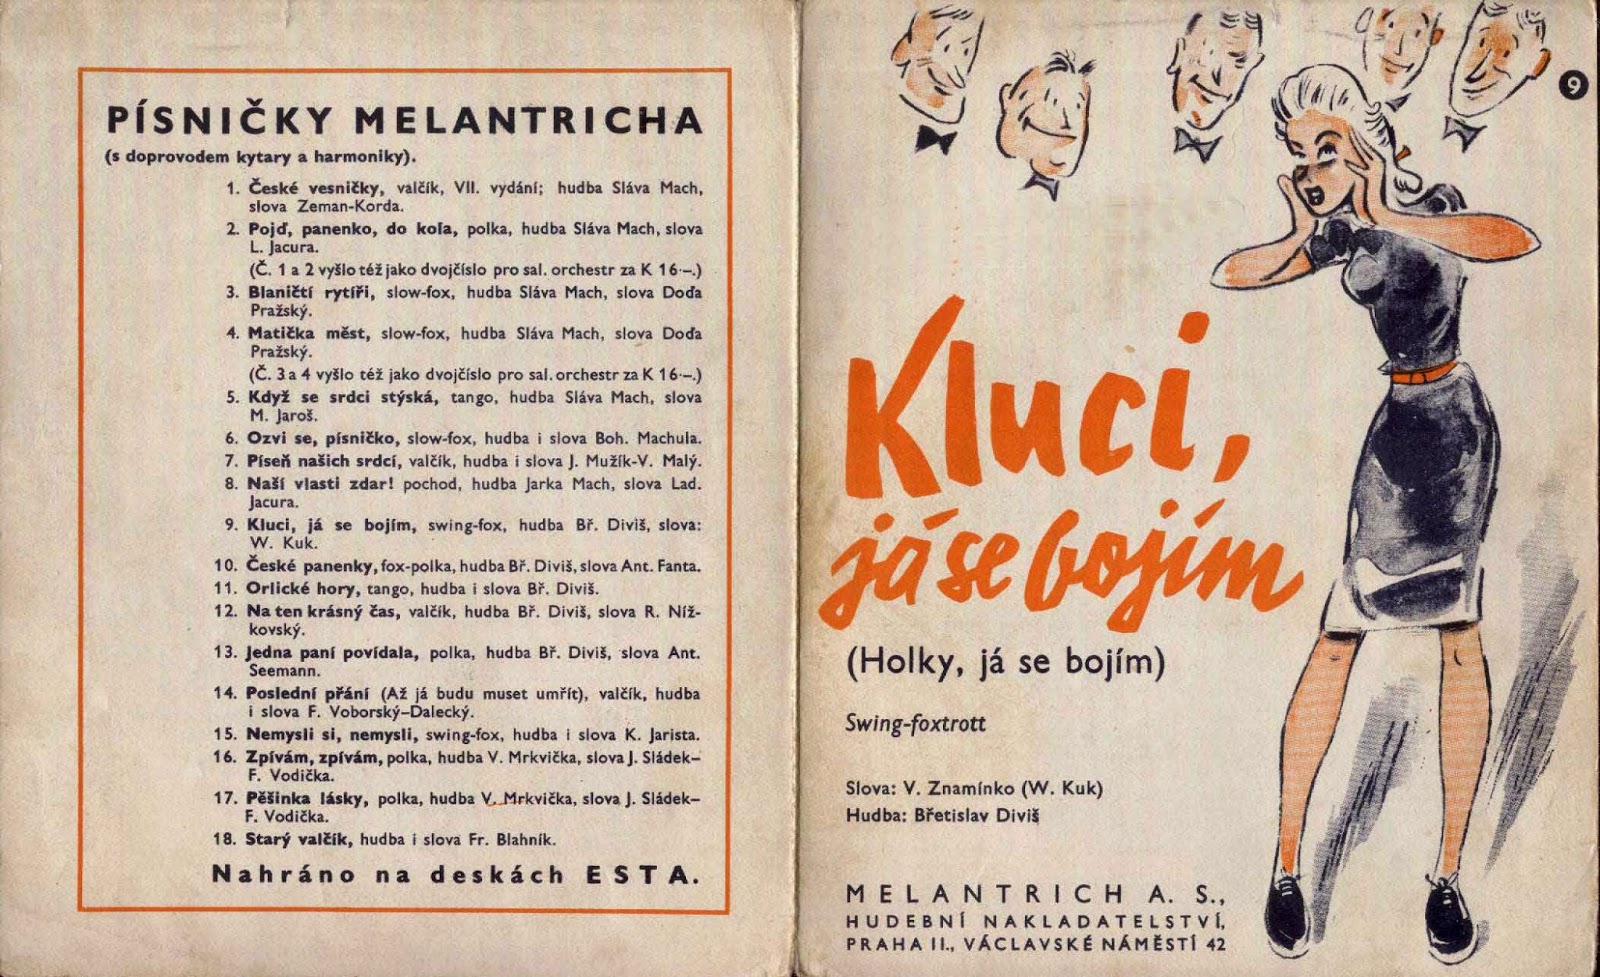 PÍSNIČKY MELANTRICHA
(s doprovodem kytary a harmoniky).
1. České vesničky, valčík, VII. vydání; hudba Sláva Mach,
slova Zeman-Korda.
2. Pojď, panenko, do kola, polka, hudba Sláva Mach, slova
L. Jacura.
(Č. 1 a 2 vyšlo též jako dvojčíslo pro sal. orchestr za K 16·–.)
3. Blaničtí rytíři, slow-fox, hudba Sláva Mach, slova Doďa
Pražský.
4. Matička měst, slow-fox, hudba Sláva Mach, slova Doďa
Pražský.
(Č. 3 a 4 vyšlo též jako dvojčíslo pro sal. orchestr za K 16·–.)
5. Když se srdci stýská, tango, hudba Sláva Mach, slova
M. Jaroš.
6. Ozvi se, písničko, slow-fox, hudba i slova Boh. Machula.
7. Píseň našich srdcí, valčík, hudba i slova J. Mužík-V. Malý.
8. Naší vlasti zdar! pochod, hudba Jarka Mach, slova Lad.
Jacura.
9. Kluci, já se bojím, swing-fox, hudba Bř. Diviš, slova:
W. Kuk.
10. České panenky, fox-polka, hudba Bř. Diviš, slova Ant. Fanta.
11. Orlické hory, tango, hudba i slova Bř. Diviš.
12. Na ten krásný čas, valčík, hudba Bř. Diviš, slova R. Níž-
kovský.
13. Jedna paní povídala, polka, hudba Bř. Diviš, slova Ant.
Seemann.
14. Poslední přání (Až já budu muset umřít), valčík, hudba
i slova F. Voborský–Dalecký.
15. Nemysli si, nemysli, swing-fox, hudba i slova K. Jarista.
16. Zpívám, zpívám, polka, hudba V. Mrkvička, slova J. Sládek–
F. Vodička.
17. Pěšinka lásky, polka, hudba V. Mrkvička, slova J. Sládek–
F. Vodička.
18. Starý valčík, hudba i slova Fr. Blahník.
Nahráno na deskách ESTA.
9
Kluci,
já se bojím
(Holky, já se bojím)
Swing-foxtrott
Slova: V. Znamínko (W. Kuk)
Hudba: Břetislav Diviš
MELANTRICH A. S.,
HUDEBNÍ NAKLADATELSTVÍ,
PRAHA II., VÁCLAVSKÉ NÁMĚSTÍ 42